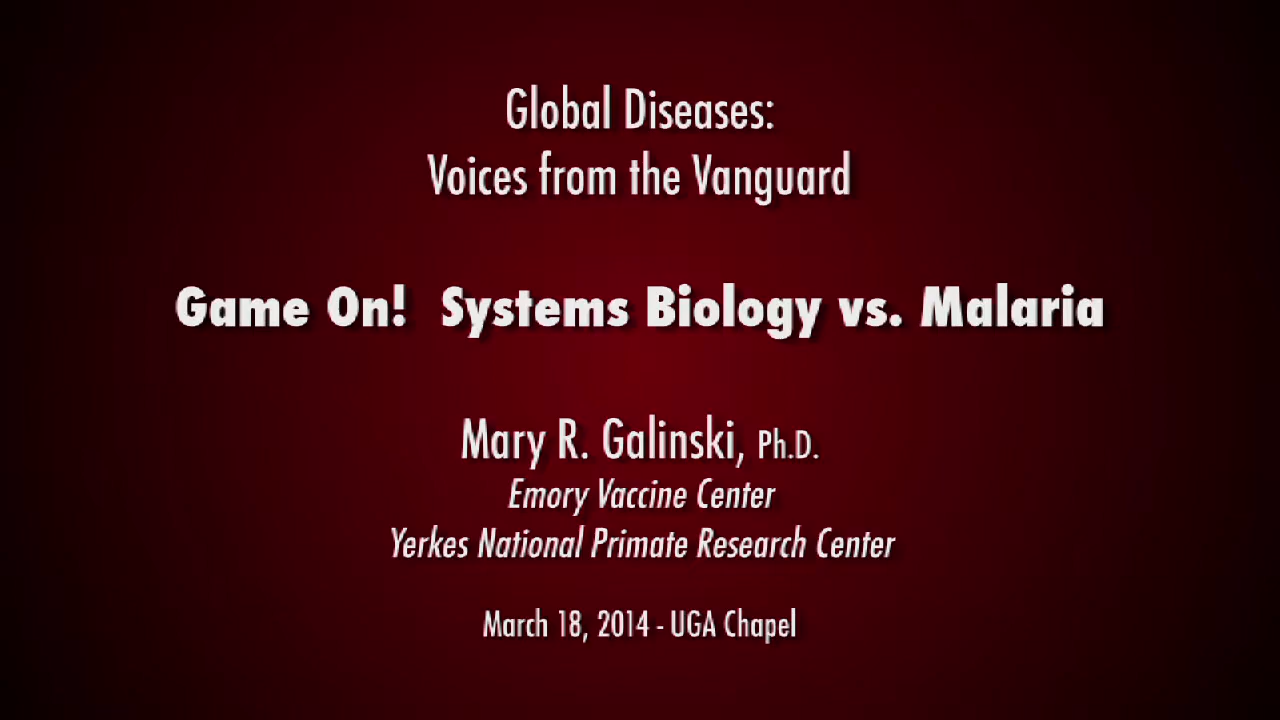 Global Diseases:
Voices from the Vanguard
Game On!  Systems Biology vs. Malaria
Mary R. Galinski, Ph.D.
Emory Vaccine Center
Yerkes National Primate Research Center
March 18, 2014 - UGA Chapel